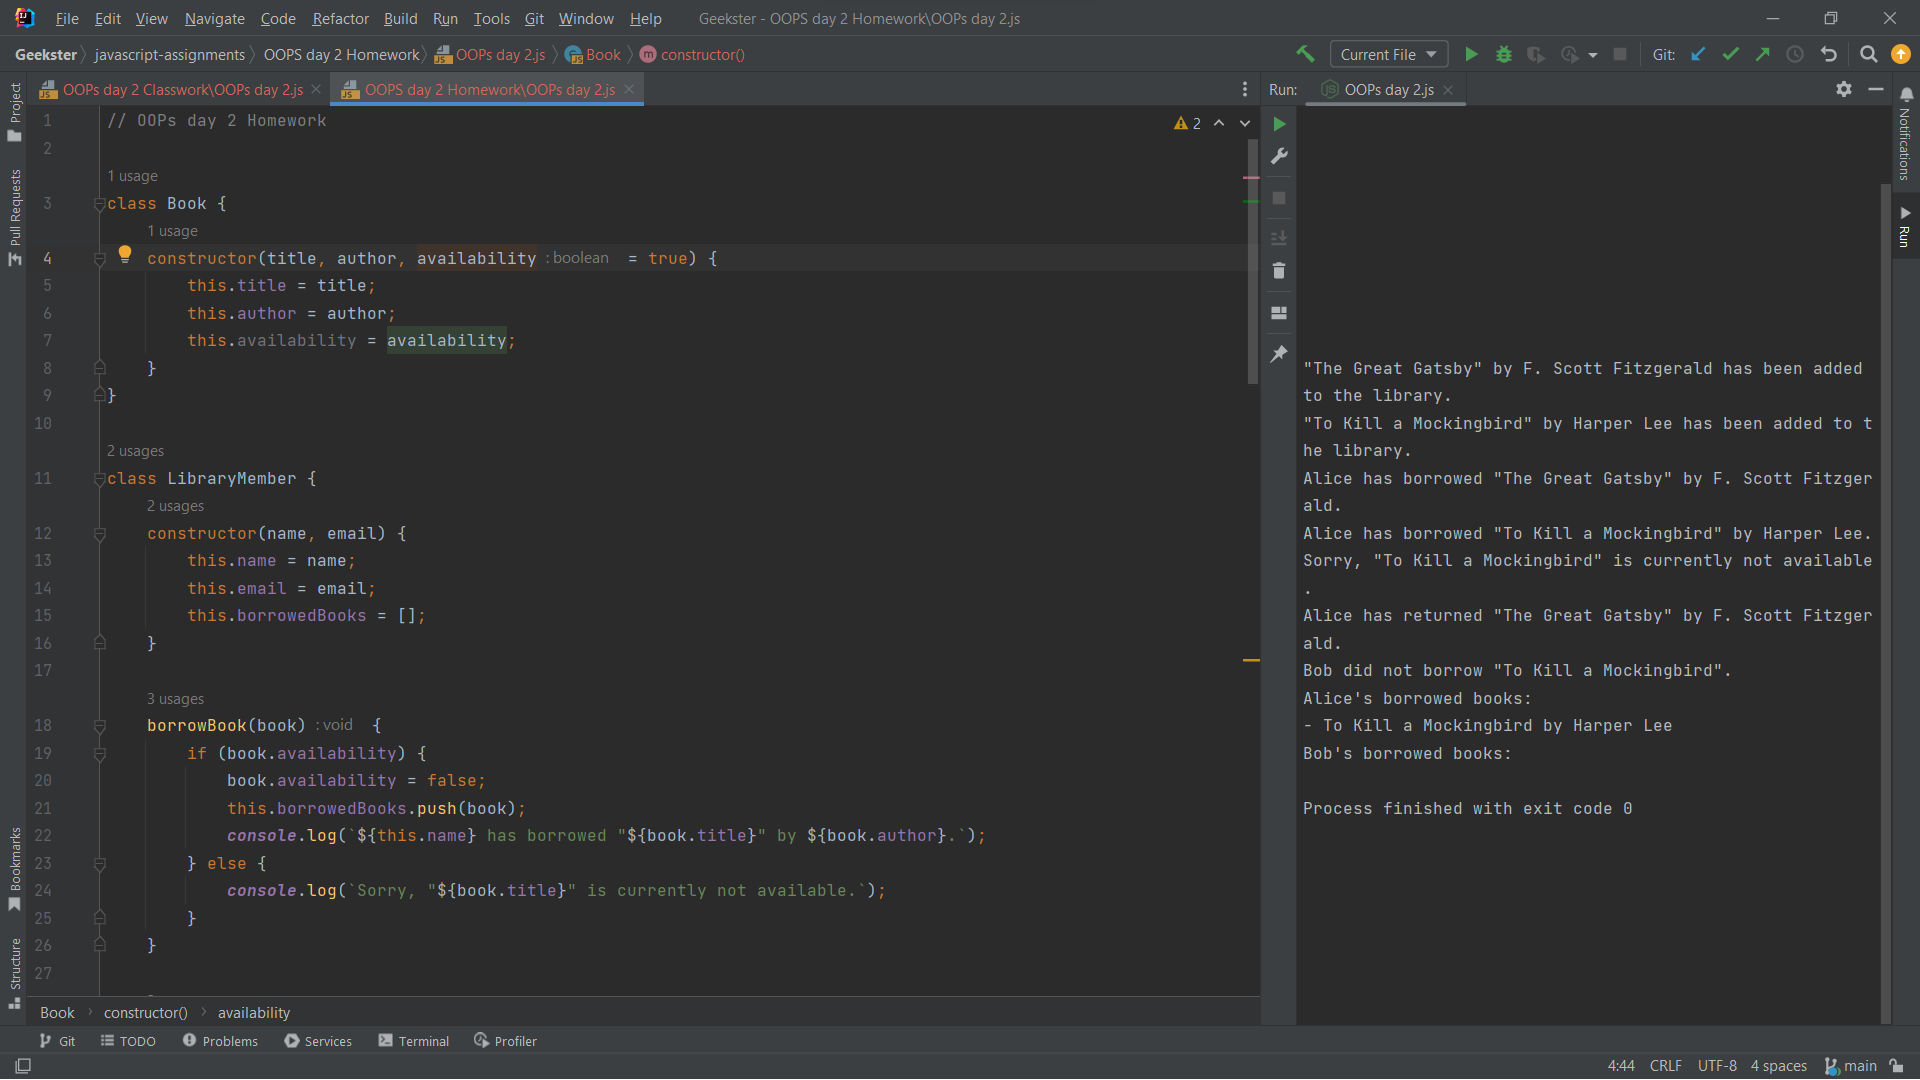 File Edit View Navigate Code Refactor Build Run Tools Git Window Help Geekster - OOPS day 2 Homework\OOPs day 2.js
Geekster javascript-assignments OOPS day 2 Homework OOPs day 2.js Book constructor() Current File Git:
OOPs day 2 Classwork\OOPs day 2.js OOPS day 2 Homework\OOPs day 2.js Run: OOPs day 2.js
Project
Pull Requests
Bookmarks
Structure
1 // OOPs day 2 Homework 2
2
1 usage
3 class Book {
1 usage
4 constructor(title, author, availability : boolean = true) {
5 this.title = title;
6 this.author = author;
7 this.availability = availability;
8 }
9 }
10
2 usages
11 class LibraryMember {
2 usages
12 constructor(name, email) {
13 this.name = name;
14 this.email = email;
15 this.borrowedBooks = [];
16 }
17
3 usages
18 borrowBook(book) : void {
19 if (book.availability) {
20 book.availability = false;
21 this.borrowedBooks.push(book);
22 console.log(`${this.name} has borrowed "${book.title}" by ${book.author}.`);
23 } else {
24 console.log(`Sorry, "${book.title}" is currently not available.`);
25 }
26 }
27
"The Great Gatsby" by F. Scott Fitzgerald has been added
to the library.
"To Kill a Mockingbird" by Harper Lee has been added to t
he library.
Alice has borrowed "The Great Gatsby" by F. Scott Fitzger
ald.
Alice has borrowed "To Kill a Mockingbird" by Harper Lee.
Sorry, "To Kill a Mockingbird" is currently not available
.
Alice has returned "The Great Gatsby" by F. Scott Fitzger
ald.
Bob did not borrow "To Kill a Mockingbird".
Alice's borrowed books:
- To Kill a Mockingbird by Harper Lee
Bob's borrowed books:
Process finished with exit code 0
Notifications
Run
Book constructor() availability
Git TODO Problems Services Terminal Profiler
4:44 CRLF UTF-8 4 spaces main